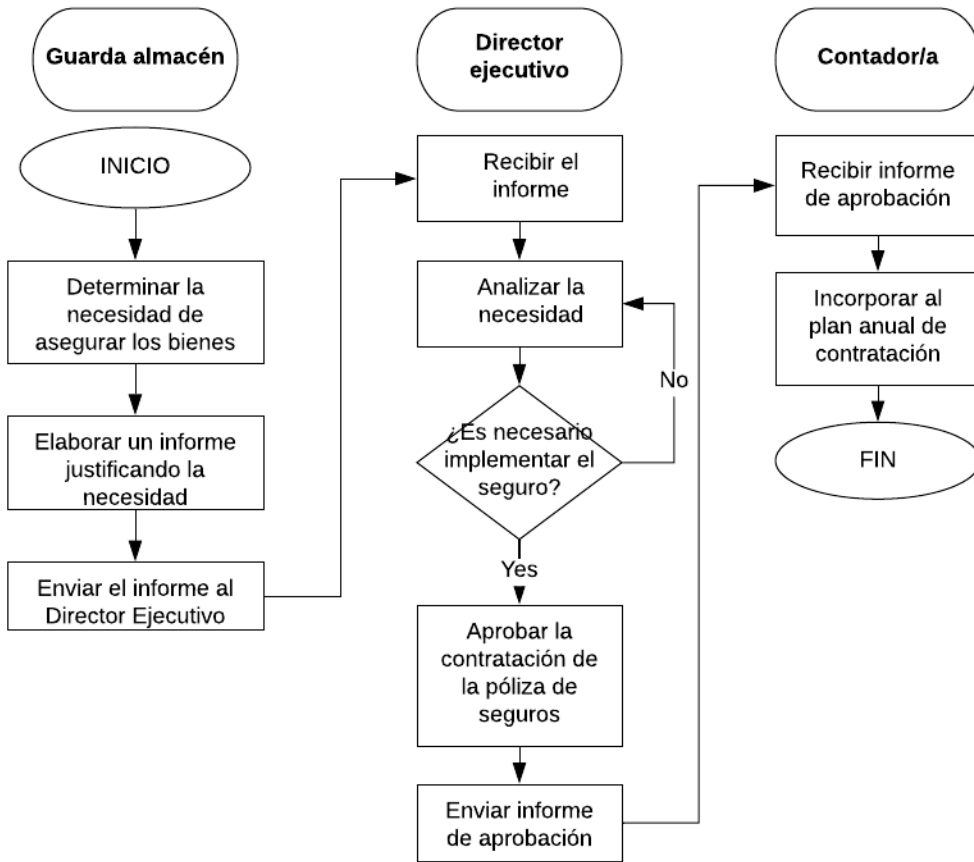 Guarda almacén
INICIO
Determinar la
necesidad de
asegurar los bienes
Elaborar un informe
justificando la
necesidad
Enviar el informe al
Director Ejecutivo
Director
ejecutivo
Recibir el
informe
Analizar la
necesidad
No
¿Es necesario
implementar el
seguro?
Yes
Aprobar la
contratación de
la póliza de
seguros
Enviar informe
de aprobación
Contador/a
Recibir informe
de aprobación
Incorporar al
plan anual de
contratación
FIN